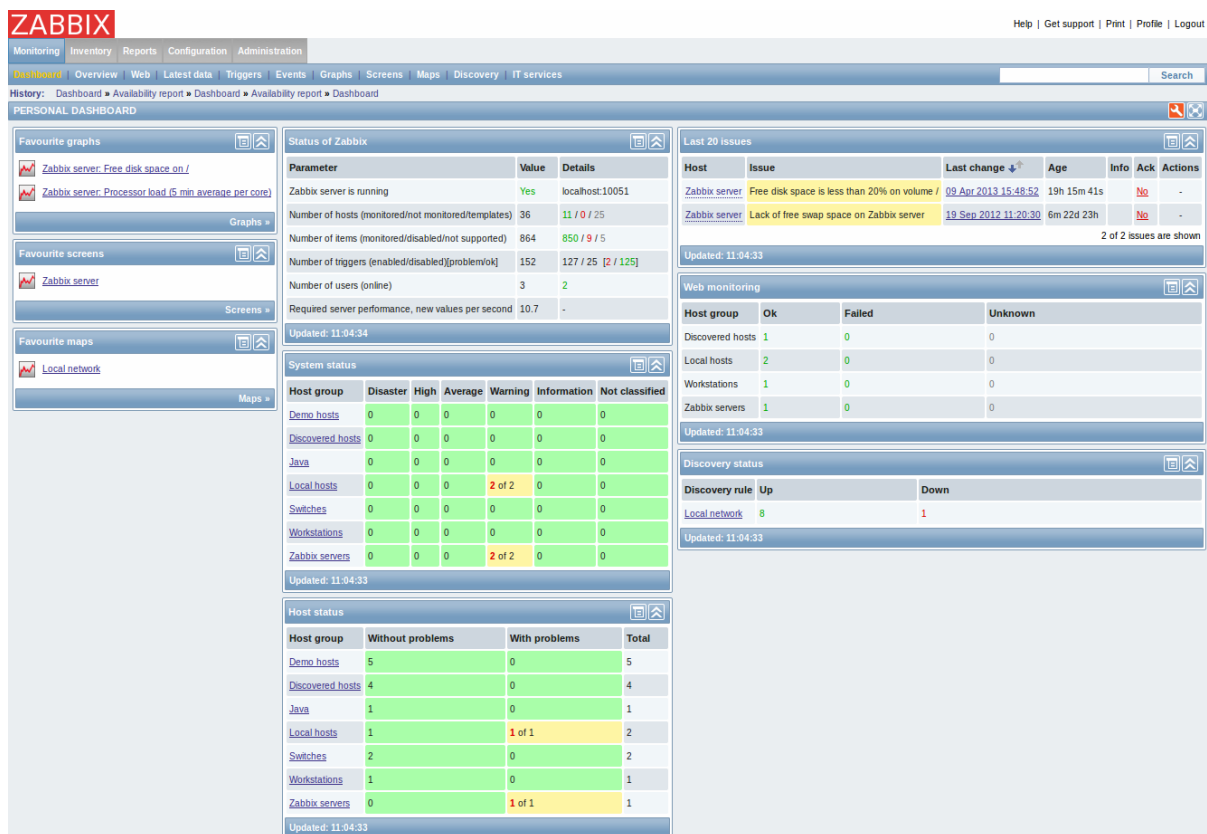 ZABBIX
Help | Get support | Print | Profile | Logout
Monitoring Inventory Reports Configuration Administration
Dashboard | Overview | Web | Latest data | Triggers | Events | Graphs | Screens | Maps | Discovery | IT services
Search
History: Dashboard » Availability report » Dashboard » Availability report » Dashboard
PERSONAL DASHBOARD
Favourite graphs
Zabbix server: Free disk space on /
Zabbix server: Processor load (5 min average per core)
Graphs »
Favourite screens
Zabbix server
Screens »
Favourite maps
Local network
Maps »
Status of Zabbix
Parameter Value Details
Zabbix server is running Yes localhost:10051
Number of hosts (monitored/not monitored/templates) 36 11 / 0 / 25
Number of items (monitored/disabled/not supported) 864 850 / 9 / 5
Number of triggers (enabled/disabled)[problem/ok] 152 127 / 25 [2 / 125]
Number of users (online) 3 2
Required server performance, new values per second 10.7 -
Updated: 11:04:34
System status
Host group Disaster High Average Warning Information Not classified
Demo hosts 0 0 0 0 0 0
Discovered hosts 0 0 0 0 0 0
Java 0 0 0 0 0 0
Local hosts 0 0 0 2 of 2 0 0
Switches 0 0 0 0 0 0
Workstations 0 0 0 0 0 0
Zabbix servers 0 0 0 2 of 2 0 0
Updated: 11:04:33
Host status
Host group Without problems With problems Total
Demo hosts 5 0 5
Discovered hosts 4 0 4
Java 1 0 1
Local hosts 1 1 of 1 2
Switches 2 0 2
Workstations 1 0 1
Zabbix servers 0 1 of 1 1
Updated: 11:04:33
Last 20 issues
Host Issue Last change Age Info Ack Actions
Zabbix server Free disk space is less than 20% on volume / 09 Apr 2013 15:48:52 19h 15m 41s No -
Zabbix server Lack of free swap space on Zabbix server 19 Sep 2012 11:20:30 6m 22d 23h No -
2 of 2 issues are shown
Updated: 11:04:33
Web monitoring
Host group Ok Failed Unknown
Discovered hosts 1 0 0
Local hosts 2 0 0
Workstations 1 0 0
Zabbix servers 1 0 0
Updated: 11:04:33
Discovery status
Discovery rule Up Down
Local network 8 1
Updated: 11:04:33